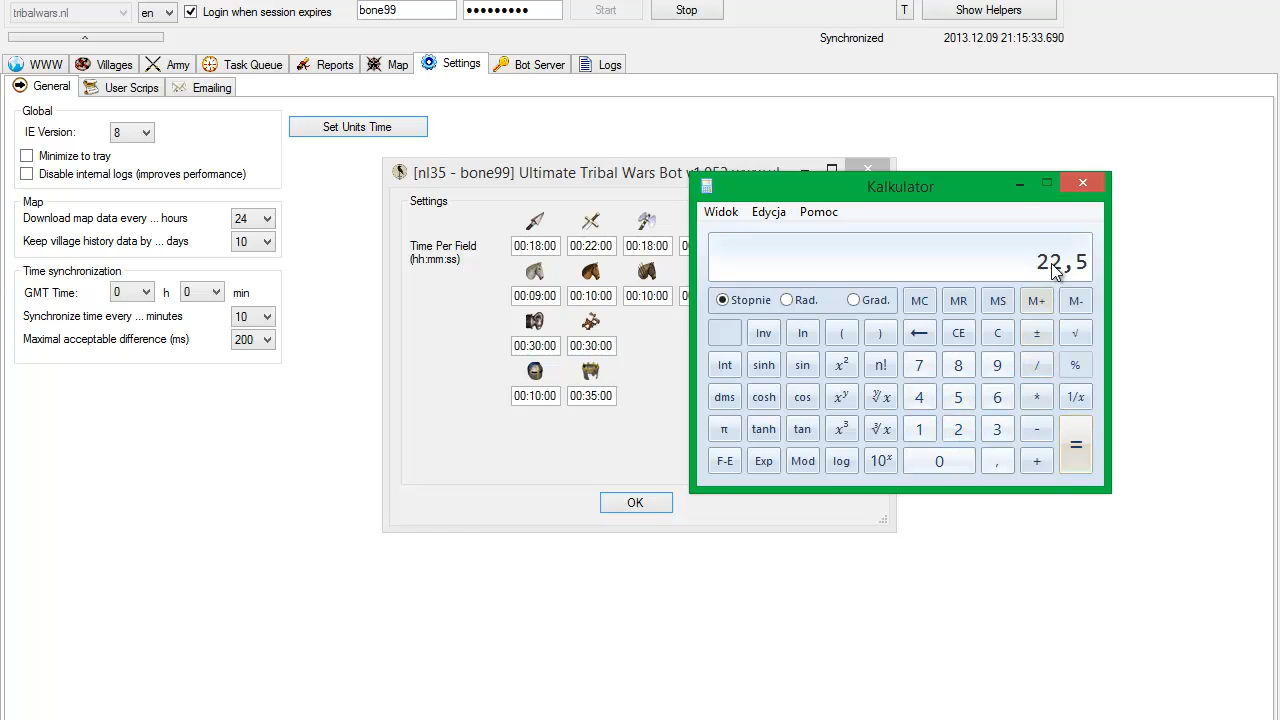 tribalwars.nl en Login when session expires bone99 ●●●●●●●●● Start Stop T Show Helpers
Synchronized 2013.12.09 21:15:33.690
WWW Villages Army Task Queue Reports Map Settings Bot Server Logs
General User Scrips Emailing
Global
IE Version: 8
Set Units Time
Minimize to tray
Disable internal logs (improve performance)
Map
Download map data every ... hours 24
Keep village history data by ... days 10
Time synchronization
GMT Time: 0 h 0 min
Synchronize time every ... minutes 10
Maximal acceptable difference (ms) 200
[nl35 - bone99] Ultimate Tribal Wars Bot
Settings
Time Per Field
(hh:mm:ss)
00:18:00 00:22:00 00:18:00
00:09:00 00:10:00 00:10:00
00:30:00 00:30:00
00:10:00 00:35:00
OK
Kalkulator
Widok Edycja Pomoc
22,5
Stopnie Rad. Grad. MC MR MS M+ M-
Inv ln ( ) ← CE C ± √
Int sinh sin x² n! 7 8 9 / %
dms cosh cos xʸ ʸ√x 4 5 6 * 1/x
π tanh tan x³ ³√x 1 2 3 - =
F-E Exp Mod log 10ˣ 0 , +